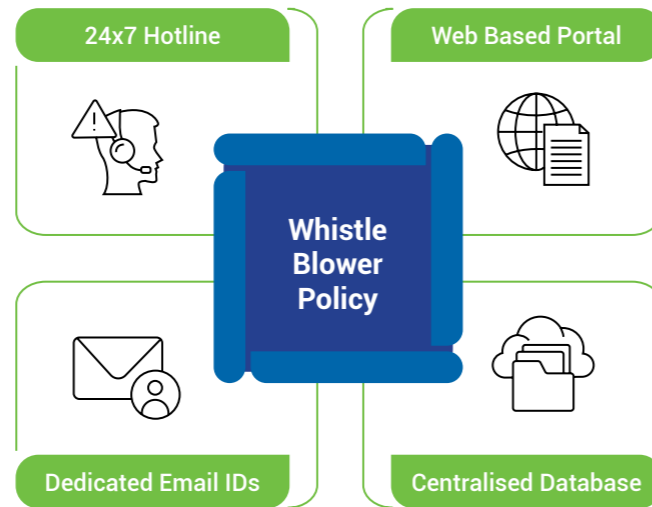 24x7 Hotline
Web Based Portal
Whistle
Blower
Policy
Dedicated Email IDs
Centralised Database